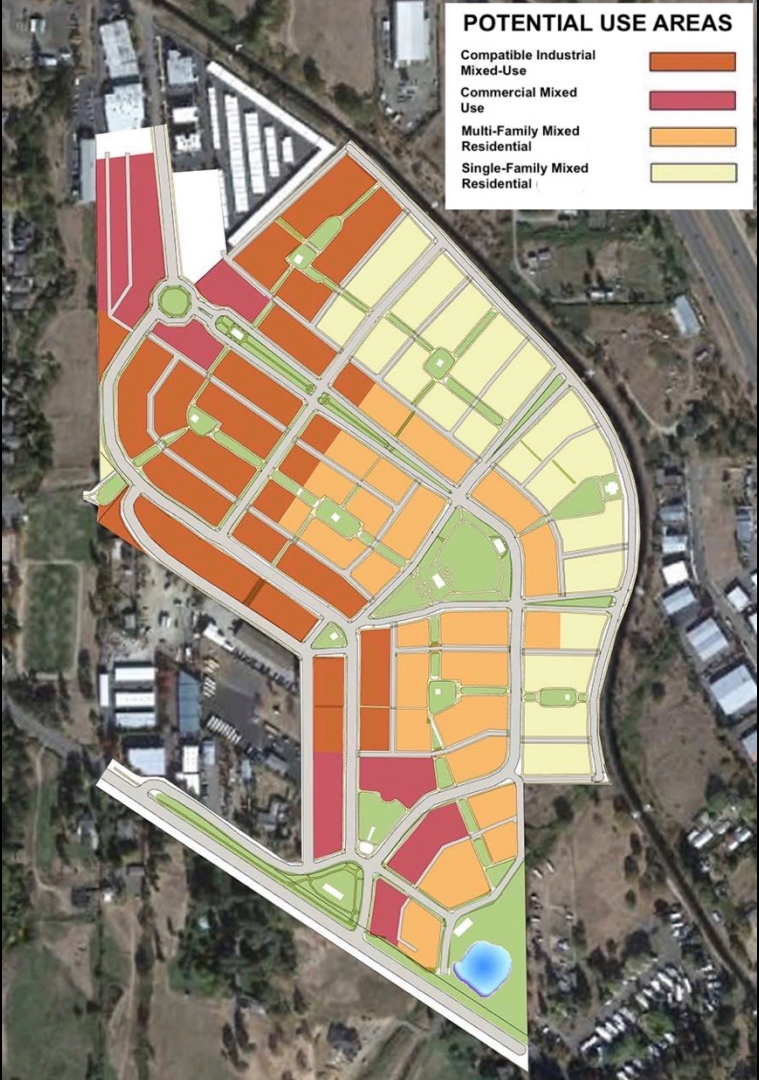 POTENTIAL USE AREAS
Compatible Industrial
Mixed-Use
Commercial Mixed
Use
Multi-Family Mixed
Residential
Single-Family Mixed
Residential